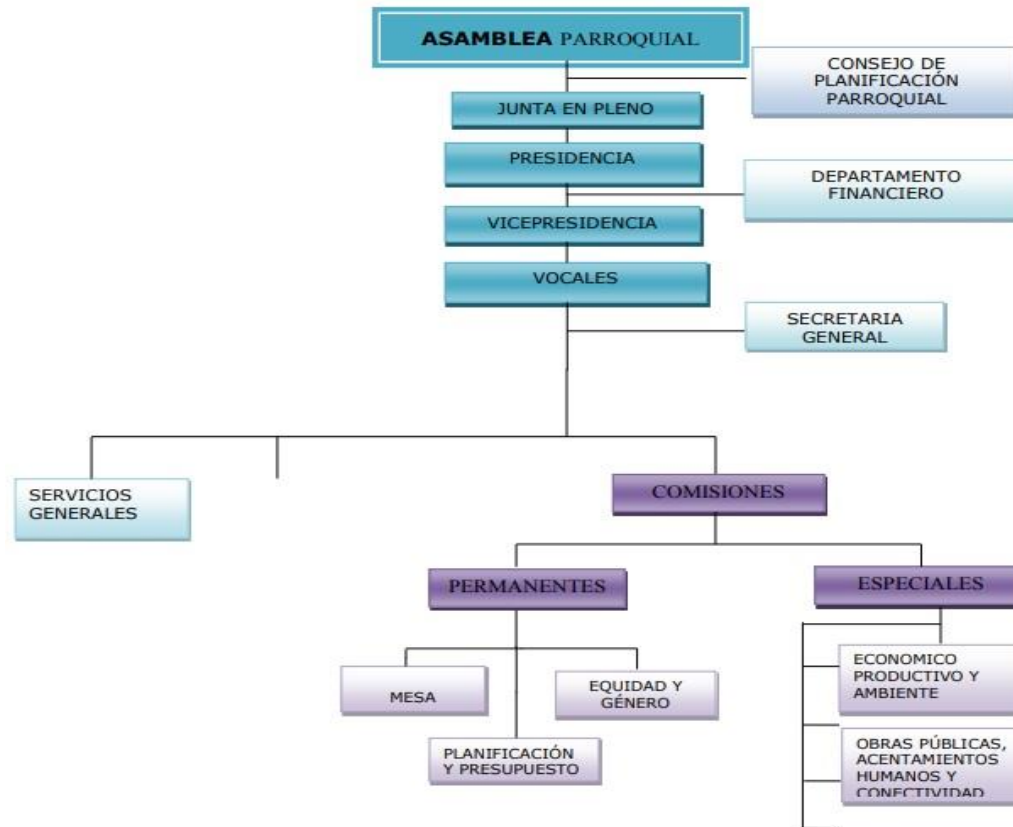 ASAMBLEA PARROQUIAL
CONSEJO DE
PLANIFICACIÓN
PARROQUIAL
JUNTA EN PLENO
PRESIDENCIA
DEPARTAMENTO
FINANCIERO
VICEPRESIDENCIA
VOCALES
SECRETARIA
GENERAL
SERVICIOS
GENERALES
COMISIONES
PERMANENTES
ESPECIALES
MESA
EQUIDAD Y
GÉNERO
PLANIFICACIÓN
Y PRESUPUESTO
ECONOMICO
PRODUCTIVO Y
AMBIENTE
OBRAS PÚBLICAS,
ACENTAMIENTOS
HUMANOS Y
CONECTIVIDAD